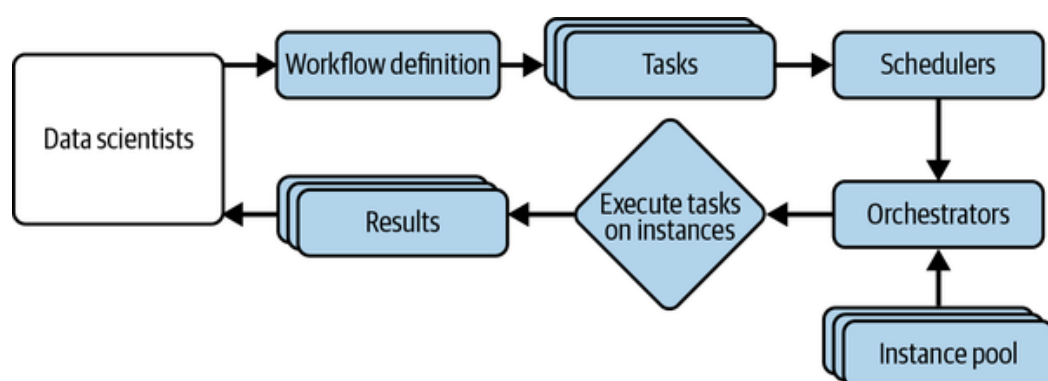 Data scientists
Workflow definition
Tasks
Schedulers
Orchestrators
Execute tasks
on instances
Results
Instance pool